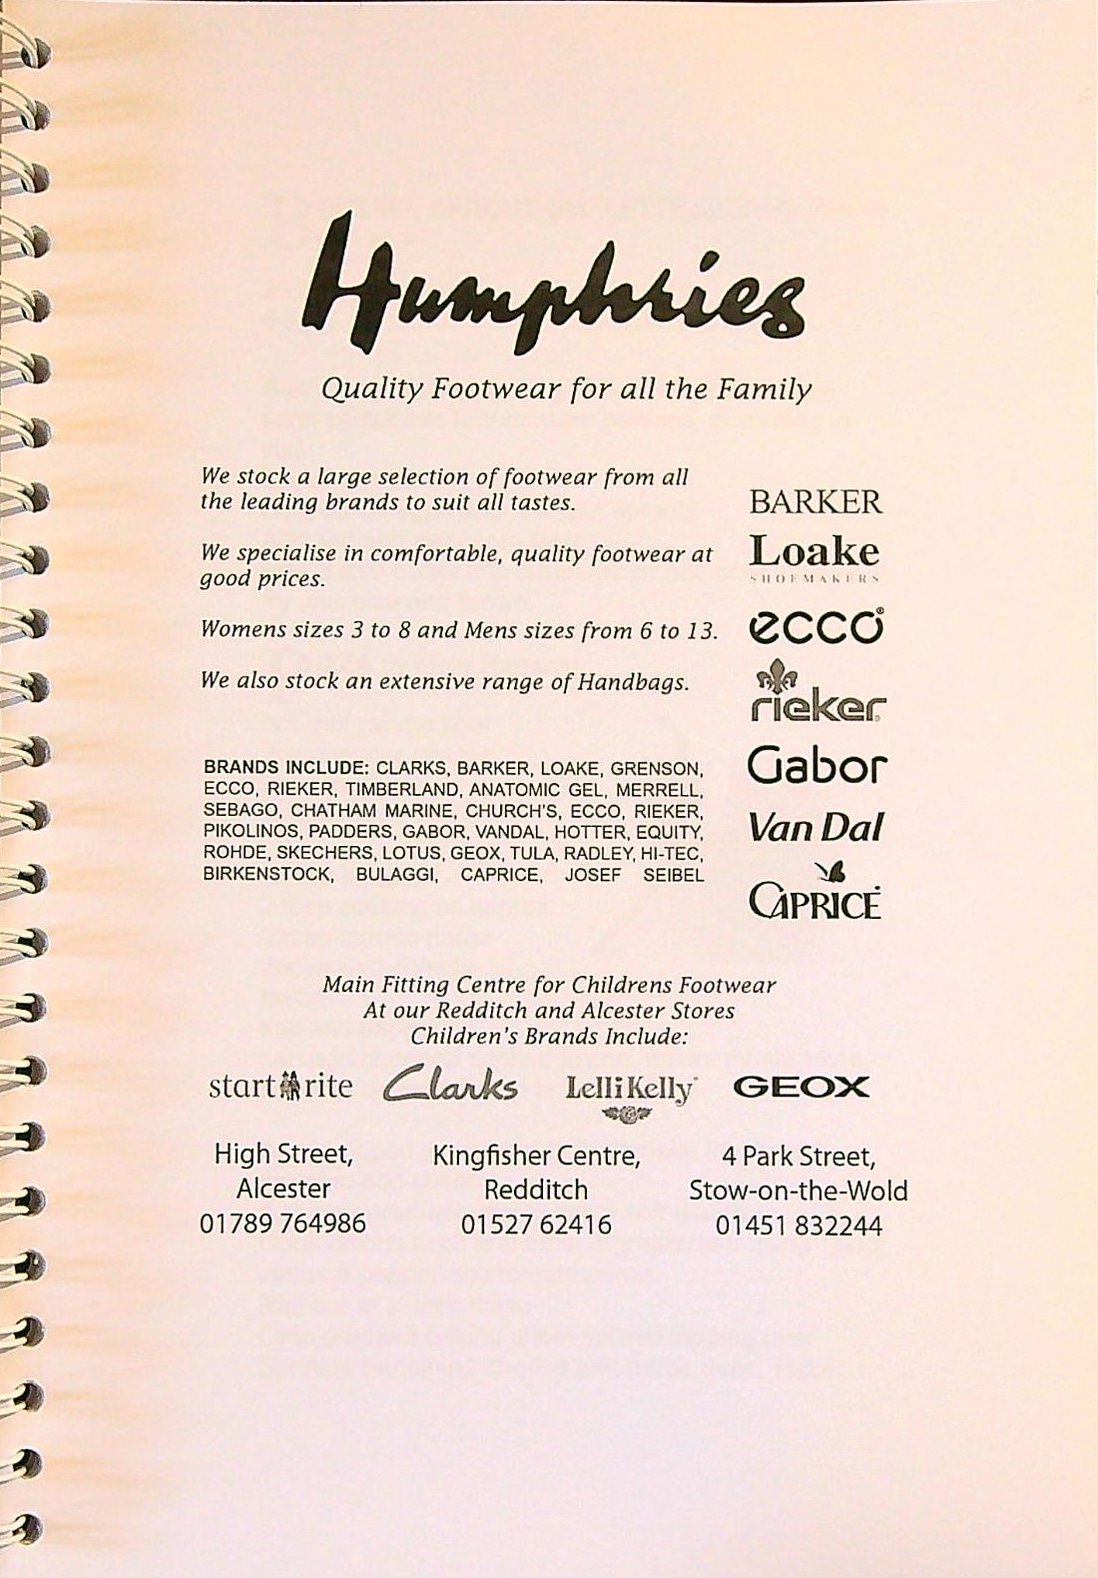 Humphries
Quality Footwear for all the Family
We stock a large selection of footwear from all
the leading brands to suit all tastes.
We specialise in comfortable, quality footwear at
good prices.
Womens sizes 3 to 8 and Mens sizes from 6 to 13.
We also stock an extensive range of Handbags.
BRANDS INCLUDE: CLARKS, BARKER, LOAKE, GRENSON,
ECCO, RIEKER, TIMBERLAND, ANATOMIC GEL, MERRELL,
SEBAGO, CHATHAM MARINE, CHURCH'S, ECCO, RIEKER,
PIKOLINOS, PADDERS, GABOR, VANDAL, HOTTER, EQUITY,
ROHDE, SKECHERS, LOTUS, GEOX, TULA, RADLEY, HI-TEC,
BIRKENSTOCK, BULAGGI, CAPRICE, JOSEF SEIBEL
BARKER
Loake
SHOEMAKERS
ecco®
rieker
Gabor
Van Dal
CAPRICE
Main Fitting Centre for Childrens Footwear
At our Redditch and Alcester Stores
Children's Brands Include:
start rite Clarks Lelli Kelly GEOX
High Street,
Alcester
01789 764986
Kingfisher Centre,
Redditch
01527 62416
4 Park Street,
Stow-on-the-Wold
01451 832244